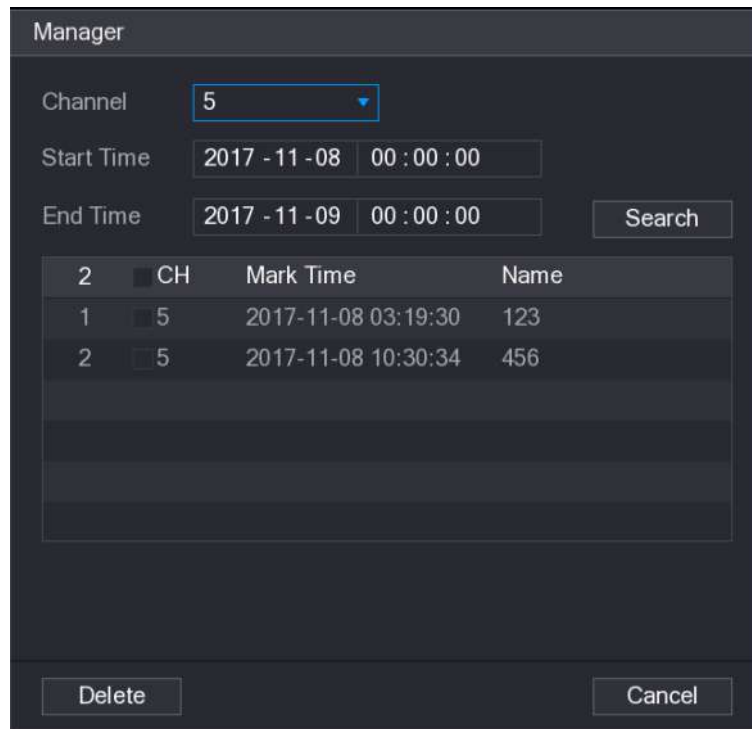 Manager
Channel 5
Start Time 2017 -11 -08 00 : 00 : 00
End Time 2017 -11 -09 00 : 00 : 00 Search
2 CH Mark Time Name
1 5 2017-11-08 03:19:30 123
2 5 2017-11-08 10:30:34 456
Delete Cancel